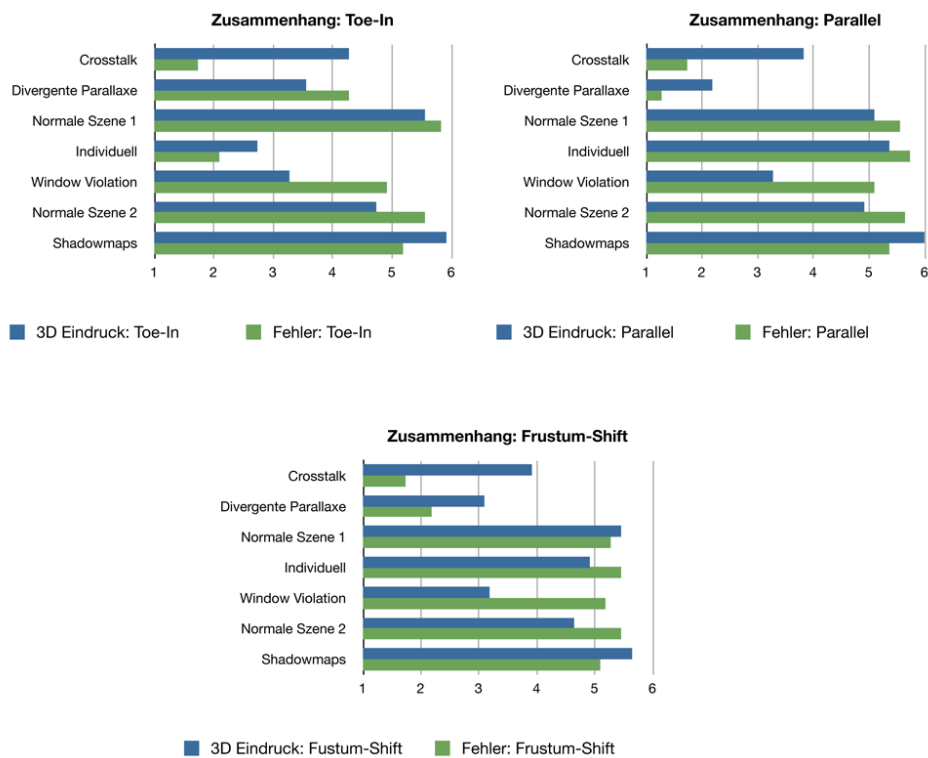 Zusammenhang: Toe-In
Crosstalk
Divergente Parallaxe
Normale Szene 1
Individuell
Window Violation
Normale Szene 2
Shadowmaps
1 2 3 4 5 6
3D Eindruck: Toe-In Fehler: Toe-In
Zusammenhang: Parallel
Crosstalk
Divergente Parallaxe
Normale Szene 1
Individuell
Window Violation
Normale Szene 2
Shadowmaps
1 2 3 4 5 6
3D Eindruck: Parallel Fehler: Parallel
Zusammenhang: Frustum-Shift
Crosstalk
Divergente Parallaxe
Normale Szene 1
Individuell
Window Violation
Normale Szene 2
Shadowmaps
1 2 3 4 5 6
3D Eindruck: Fustum-Shift Fehler: Frustum-Shift